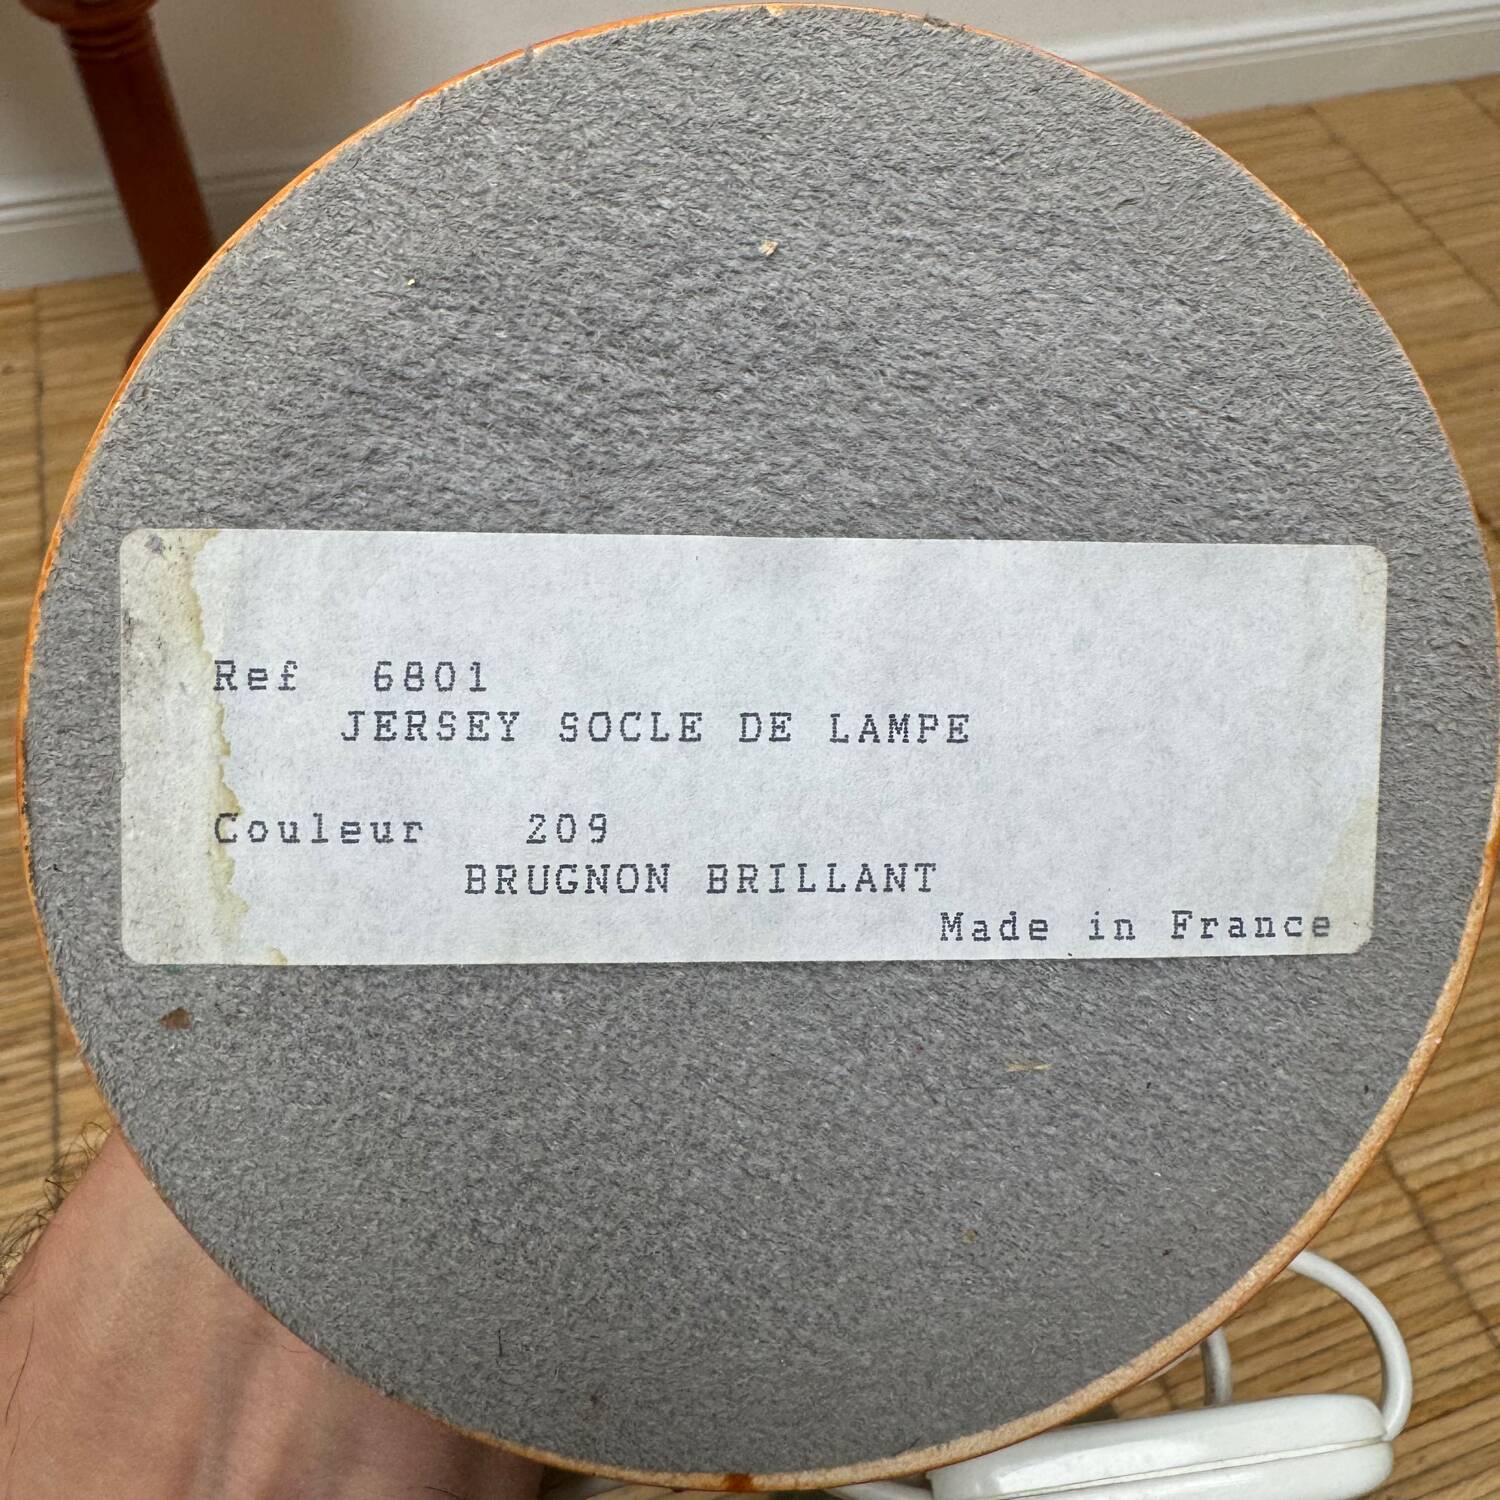 Ref 6801
JERSEY SOCLE DE LAMPE
Couleur 209
BRUGNON BRILLANT
Made in France